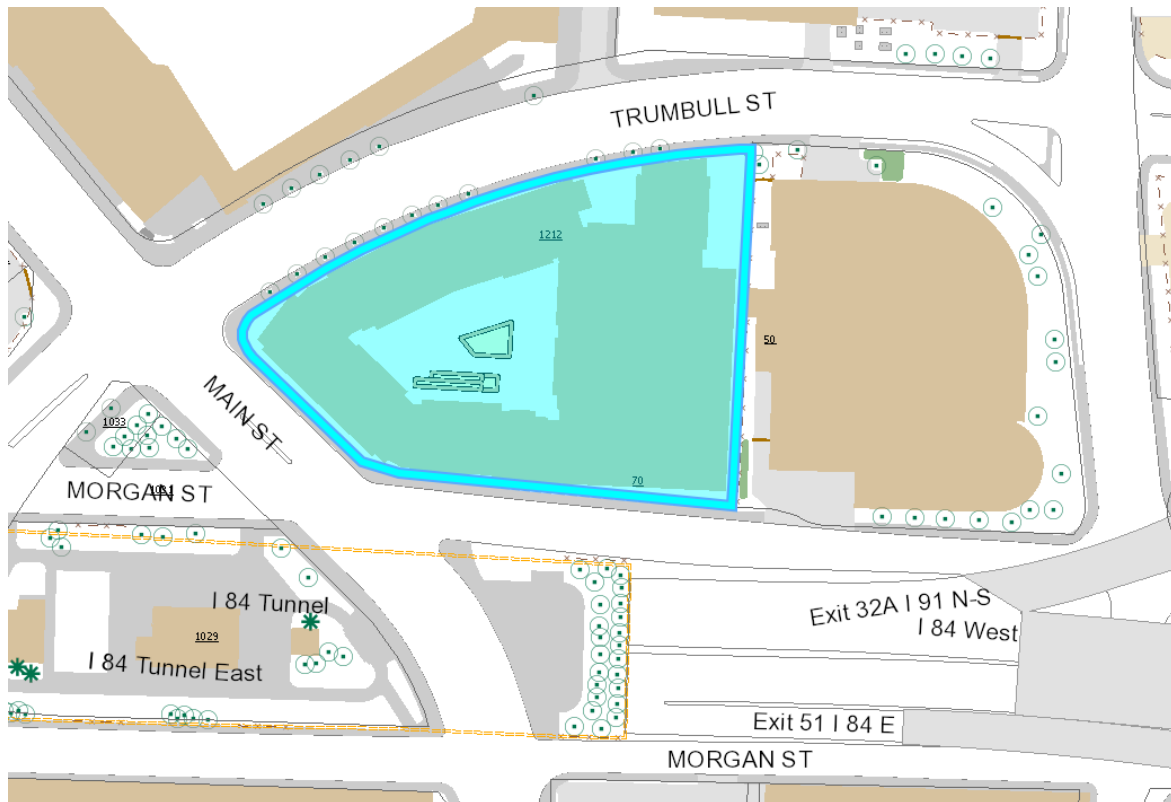 TRUMBULL ST
1212
50
MAIN ST
1033
70
MORGAN ST
I 84 Tunnel
Exit 32A I 91 N-S
I 84 West
1029
I 84 Tunnel East
Exit 51 I 84 E
MORGAN ST